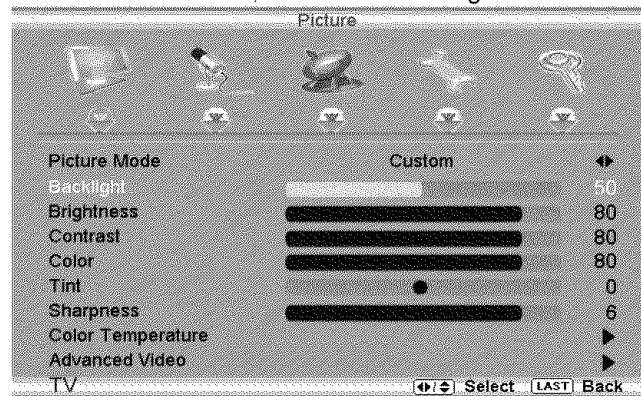 Picture
Picture Mode Custom
Backlight 50
Brightness 80
Contrast 80
Color 80
Tint 0
Sharpness 6
Color Temperature
Advanced Video
TV Select LAST Back